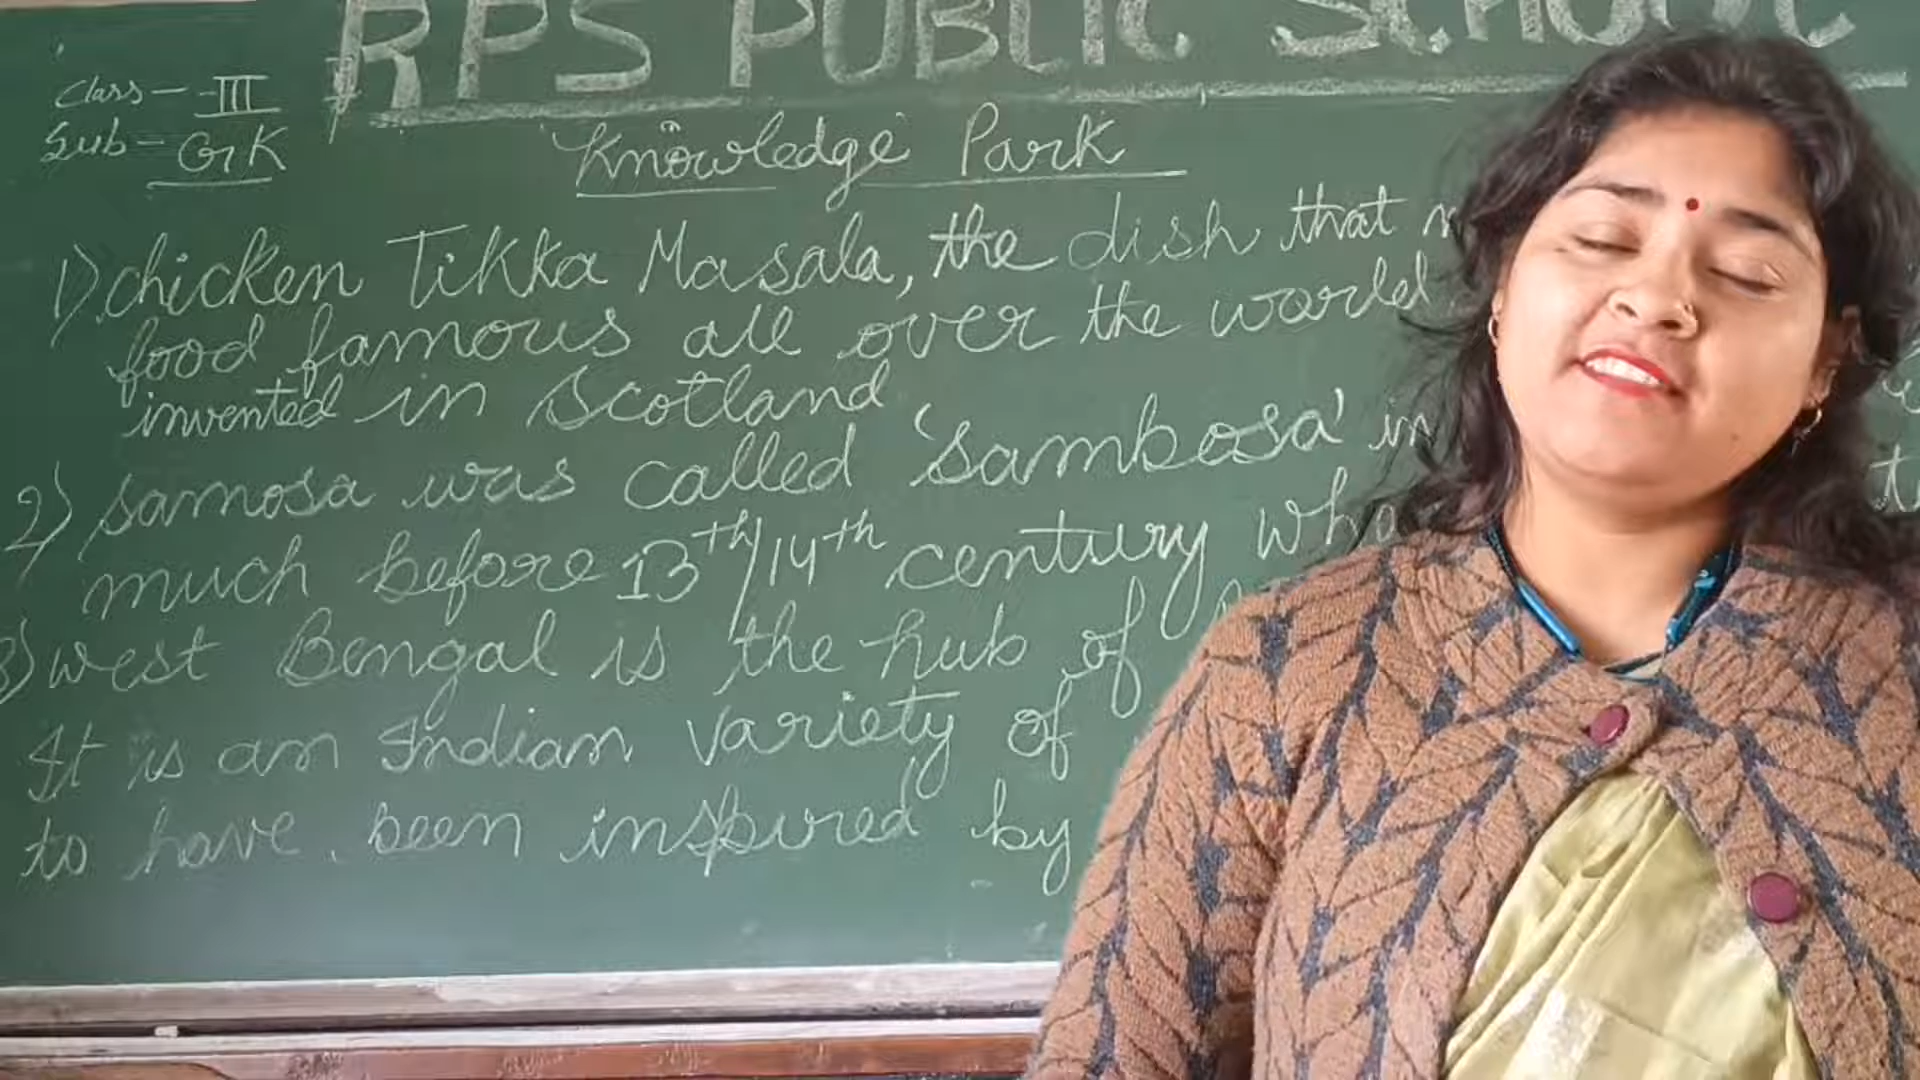 RPS PUBLIC SCHOOL
Class - III
Sub - GK
Knowledge Park
1) chicken Tikka Masala, the dish that
food famous all over the world
invented in Scotland
2) samosa was called 'sambosa' in
much before 13th/14th century
3) west Bengal is the hub of
It is an Indian variety of
to have been inspired by